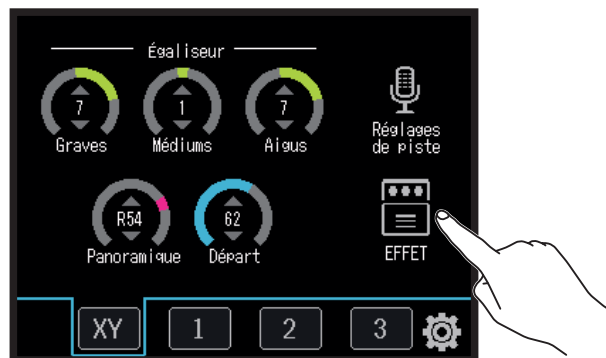 Égaliseur
7
1
7
Graves
Médiums
Aigus
Réglages
de piste
R54
62
Panoramique
Départ
EFFET
XY
1
2
3